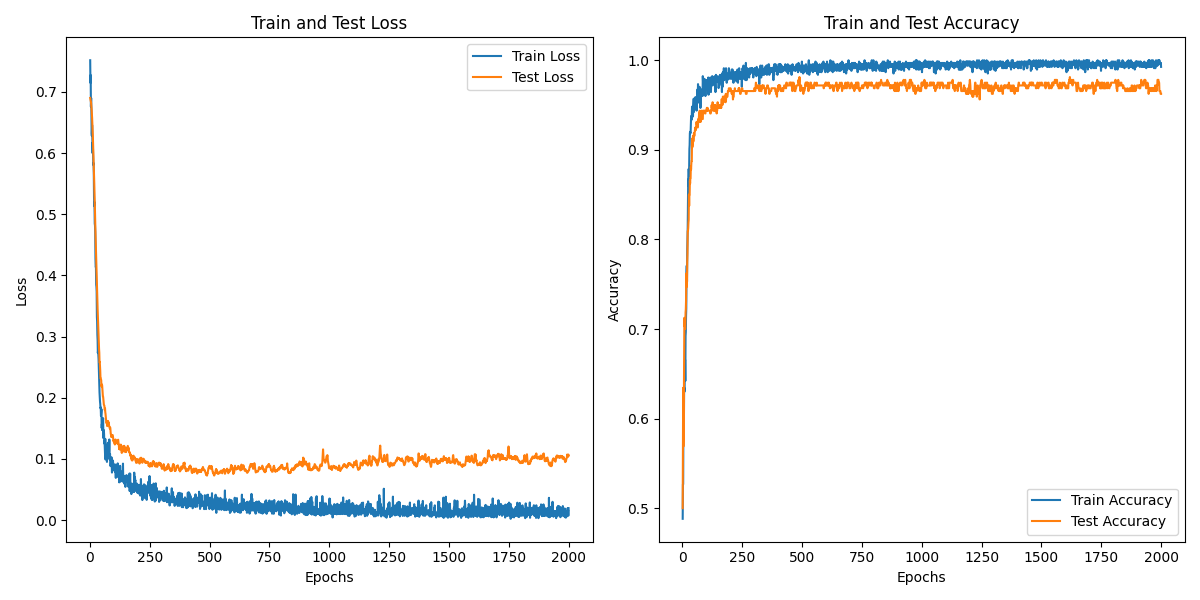 Train and Test Loss
Train Loss
Test Loss
0.7
0.6
0.5
0.4
0.3
0.2
0.1
0.0
Loss
0 250 500 750 1000 1250 1500 1750 2000
Epochs
Train and Test Accuracy
1.0
0.9
0.8
0.7
0.6
0.5
Accuracy
Train Accuracy
Test Accuracy
0 250 500 750 1000 1250 1500 1750 2000
Epochs